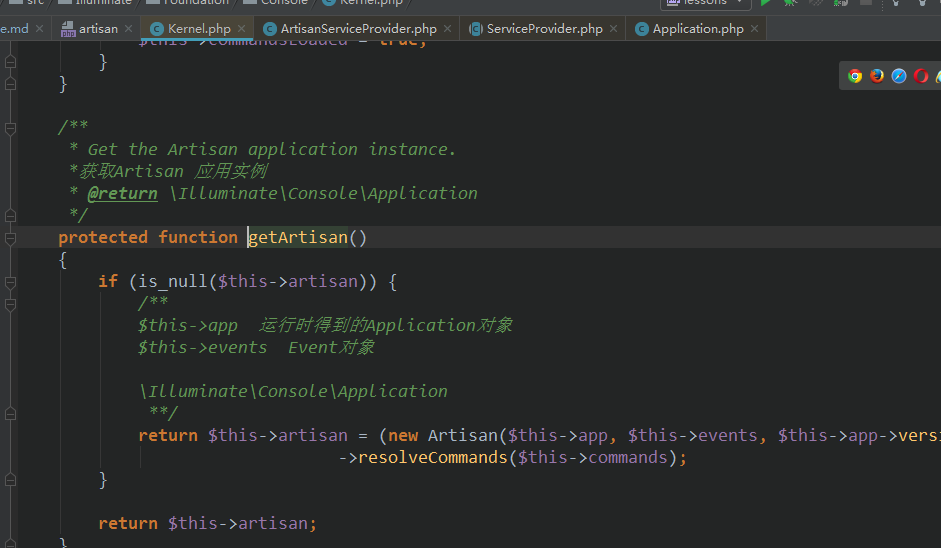 src Illuminate Foundation Console Kernel.php lessons
e.md artisan Kernel.php ArtisanServiceProvider.php ServiceProvider.php Application.php
$this->commandsLoaded = true;
}
}
/**
* Get the Artisan application instance.
*获取Artisan 应用实例
* @return \Illuminate\Console\Application
*/
protected function getArtisan()
{
if (is_null($this->artisan)) {
/**
$this->app 运行时得到的Application对象
$this->events Event对象
\Illuminate\Console\Application
**/
return $this->artisan = (new Artisan($this->app, $this->events, $this->app->versi
->resolveCommands($this->commands);
}
return $this->artisan;
}